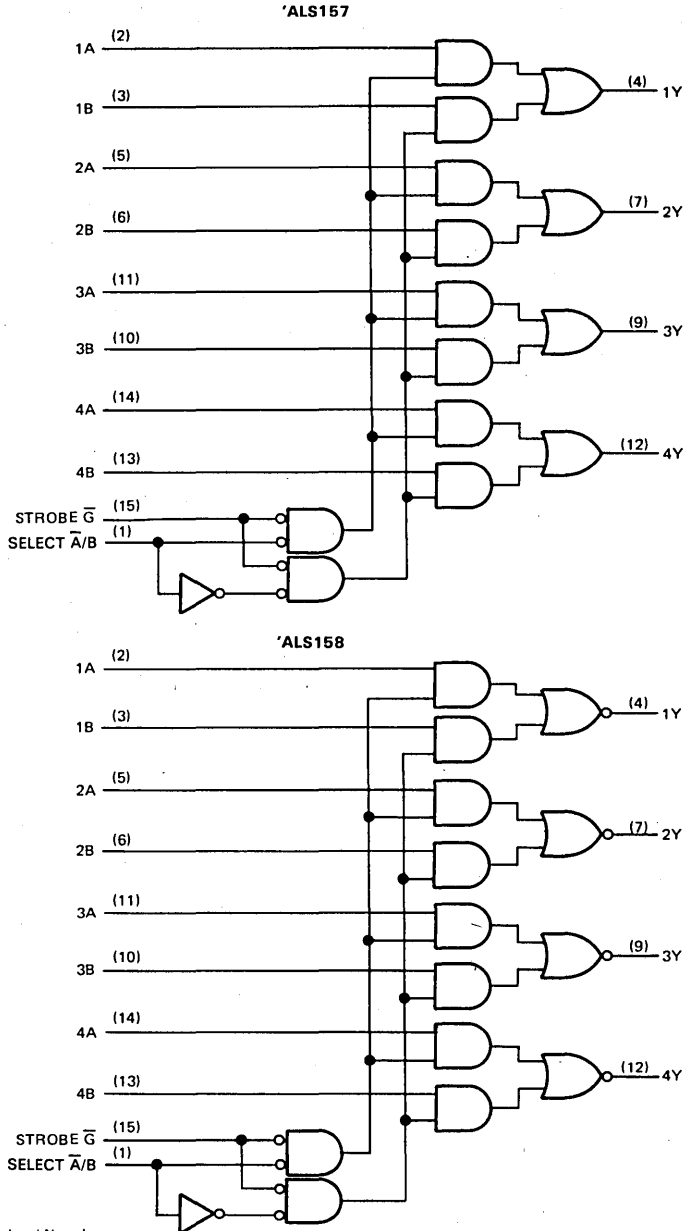 'ALS157
1A (2)
(4) 1Y
1B (3)
2A (5)
(7) 2Y
2B (6)
3A (11)
(9) 3Y
3B (10)
4A (14)
(12) 4Y
4B (13)
STROBE G̅ (15)
SELECT A̅/B (1)
'ALS158
1A (2)
(4) 1Y
1B (3)
2A (5)
(7) 2Y
2B (6)
3A (11)
(9) 3Y
3B (10)
4A (14)
(12) 4Y
4B (13)
STROBE G̅ (15)
SELECT A̅/B (1)